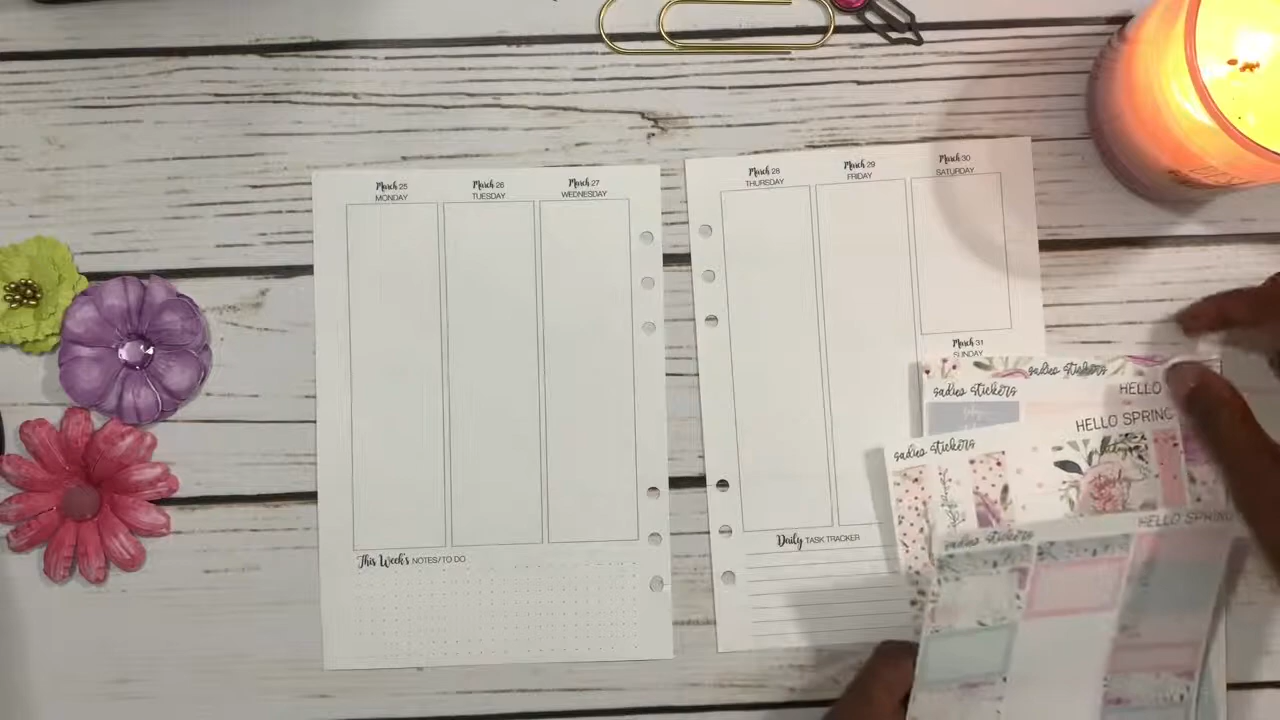 March 25
MONDAY
March 26
TUESDAY
March 27
WEDNESDAY
This Week's NOTES/TO DO
March 28
THURSDAY
March 29
FRIDAY
March 30
SATURDAY
March 31
SUNDAY
Daily TASK TRACKER
sadies stickers
sadies stickers
HELLO
sadies stickers
HELLO SPRING
sadies stickers
HELLO SPRING